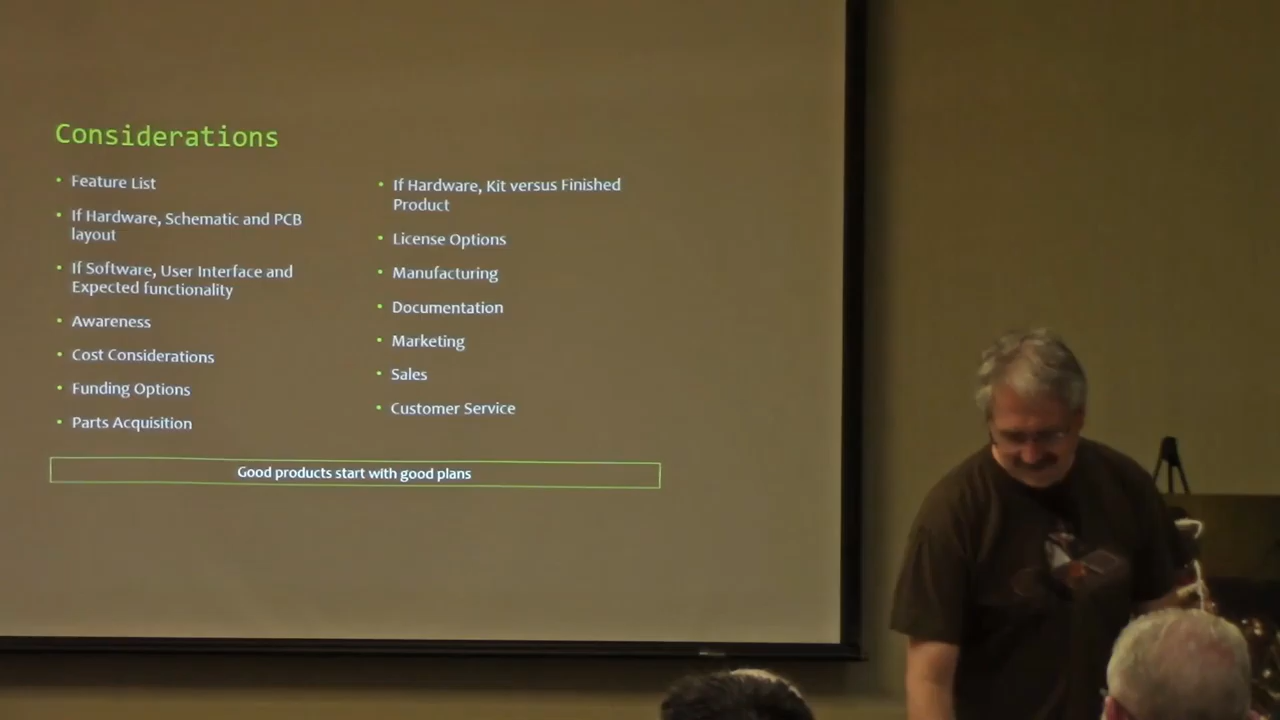 Considerations
• Feature List
• If Hardware, Schematic and PCB
layout
• If Software, User Interface and
Expected functionality
• Awareness
• Cost Considerations
• Funding Options
• Parts Acquisition
• If Hardware, Kit versus Finished
Product
• License Options
• Manufacturing
• Documentation
• Marketing
• Sales
• Customer Service
Good products start with good plans